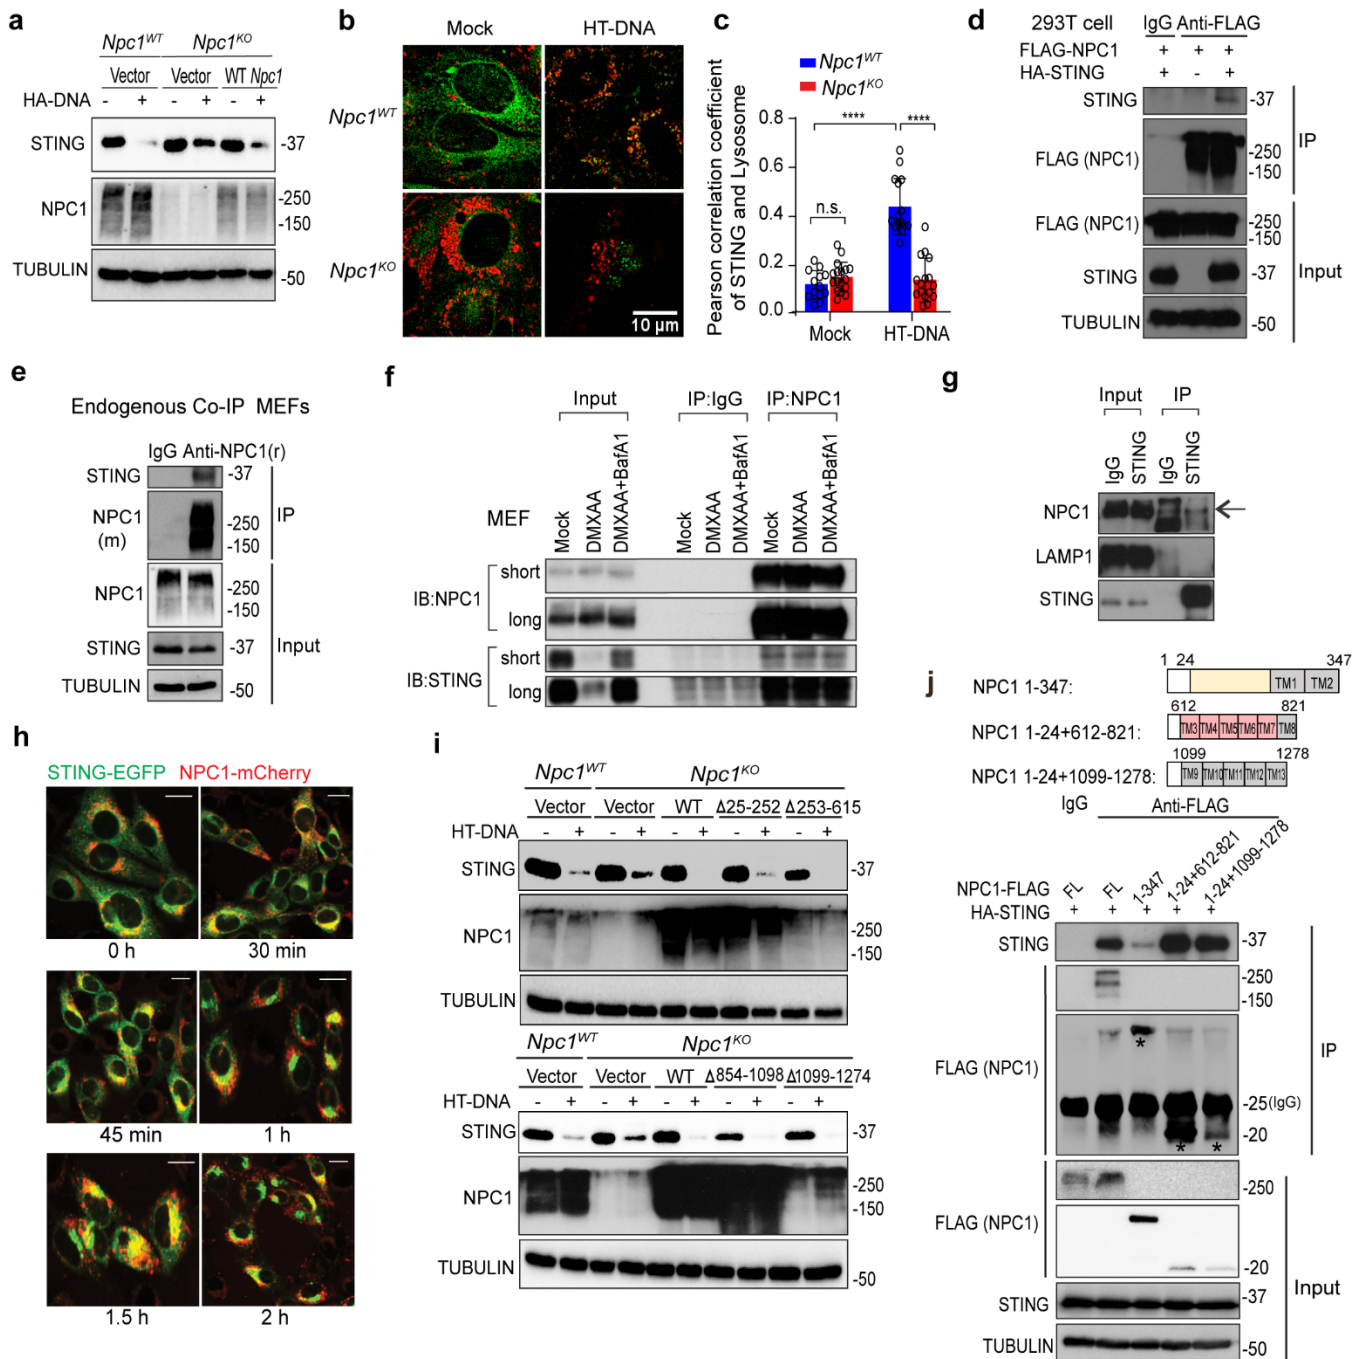 a
Npc1WT Npc1KO
Vector Vector WT Npc1
HA-DNA - + - + - +
STING -37
NPC1 -250
-150
TUBULIN -50
b
Mock HT-DNA
Npc1WT
Npc1KO
10 μm
c
Npc1WT
Npc1KO
Pearson correlation coefficient
of STING and Lysosome
0.8
0.6
0.4
0.2
0.0
**** ****
n.s.
Mock HT-DNA
d
293T cell IgG Anti-FLAG
FLAG-NPC1 + + +
HA-STING + - +
STING -37
FLAG (NPC1) -250
-150
IP
FLAG (NPC1) -250
-150
STING -37
TUBULIN -50
Input
e
Endogenous Co-IP MEFs
IgG Anti-NPC1(r)
STING -37
NPC1
(m)
-250
-150
IP
NPC1 -250
-150
STING -37
TUBULIN -50
Input
f
Input IP:IgG IP:NPC1
MEF
Mock DMXAA DMXAA+BafA1 Mock DMXAA DMXAA+BafA1 Mock DMXAA DMXAA+BafA1
IB:NPC1
short
long
IB:STING
short
long
g
Input IP
IgG STING IgG STING
NPC1
LAMP1
STING
h
STING-EGFP NPC1-mCherry
0 h 30 min
45 min 1 h
1.5 h 2 h
i
Npc1WT Npc1KO
Vector Vector WT Δ25-252 Δ253-615
HT-DNA - + - + - + - + - +
STING -37
NPC1 -250
-150
TUBULIN
Npc1WT Npc1KO
Vector Vector WT Δ854-1098 Δ1099-1274
HT-DNA - + - + - + - + - +
STING -37
NPC1 -250
-150
TUBULIN -50
j
1 24 347
NPC1 1-347: TM1 TM2
612 821
NPC1 1-24+612-821: TM3 TM4 TM5 TM6 TM7 TM8
1099 1278
NPC1 1-24+1099-1278: TM9 TM10 TM11 TM12 TM13
IgG Anti-FLAG
NPC1-FLAG FL FL 1-347 1-24+612-821 1-24+1099-1278
HA-STING + + + + +
STING -37
-250
-150
FLAG (NPC1)
*
-25(IgG)
-20
* *
IP
-250
FLAG (NPC1)
-20
STING -37
TUBULIN -50
Input